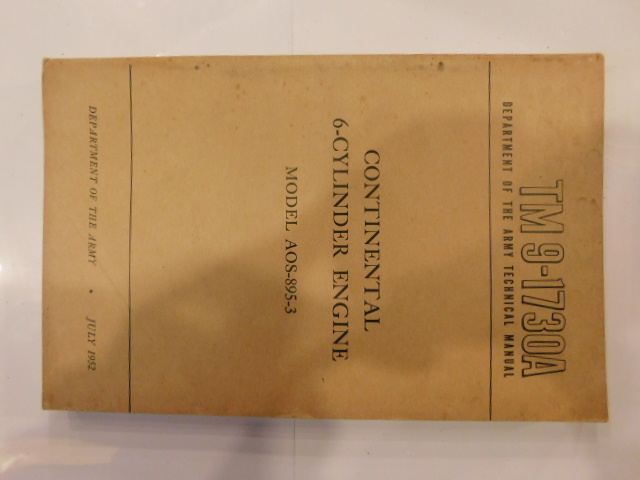 TM 9-1730A
DEPARTMENT OF THE ARMY TECHNICAL MANUAL
CONTINENTAL
6-CYLINDER ENGINE
MODEL AOS-895-3
DEPARTMENT OF THE ARMY • JULY 1952